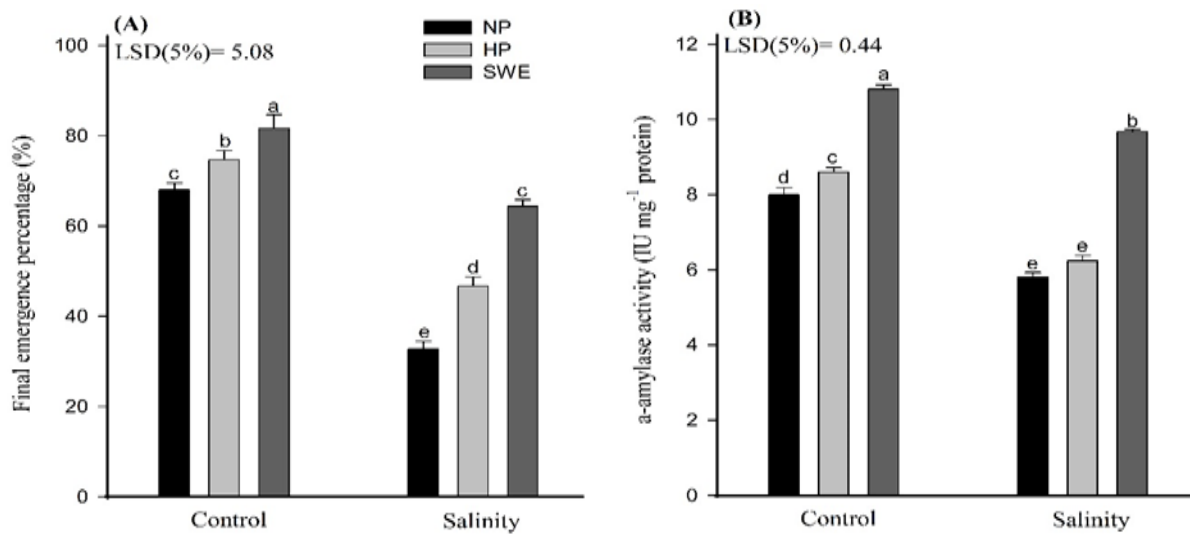 (A)
LSD(5%)= 5.08
NP
HP
SWE
Final emergence percentage (%)
100
80
60
40
20
0
c
b
a
e
d
c
Control
Salinity
(B)
LSD(5%)= 0.44
a-amylase activity (IU mg⁻¹ protein)
12
10
8
6
4
2
0
d
c
a
e
e
b
Control
Salinity